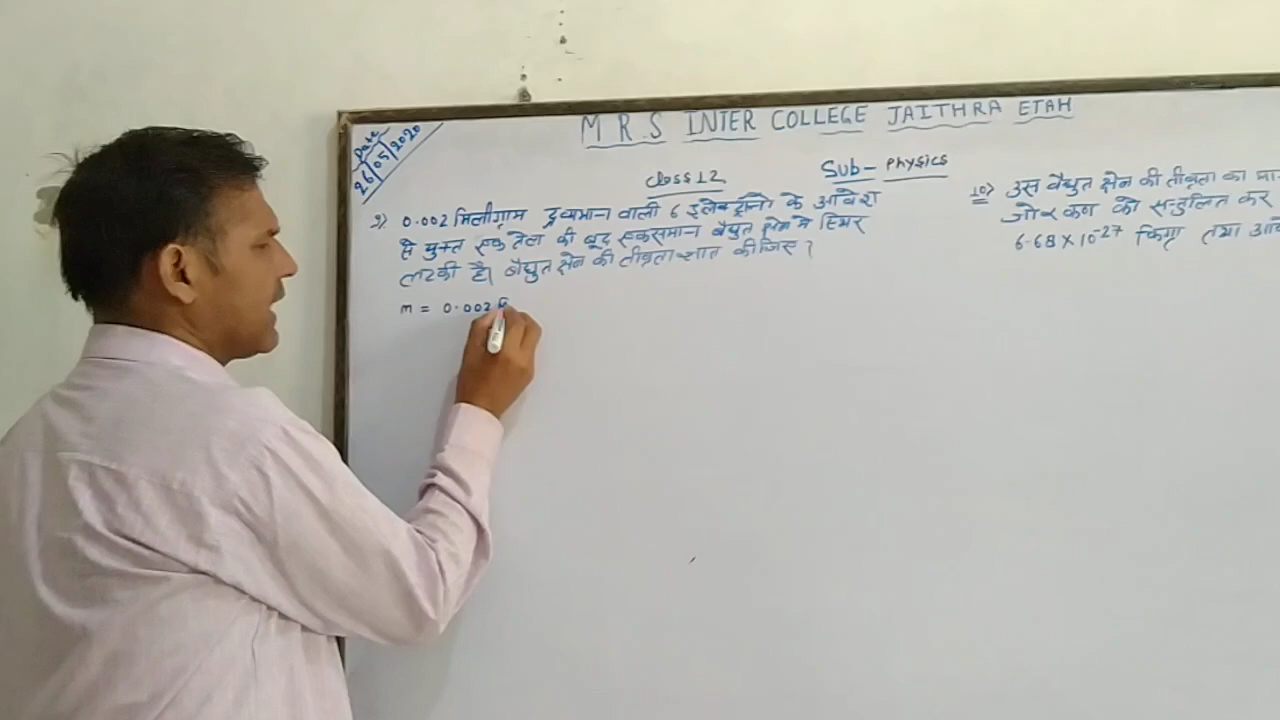 Date
26/05/2020
M R.S INTER COLLEGE JAITHRA ETAH
Class 12
Sub- Physics
9) 0.002 मिलीग्राम द्रव्यमान वाली 6 इलेक्ट्रॉनो के आवेश
से युक्त एक तेल की बूद एकसमान वैद्युत क्षेत्र मे स्थिर
लटकी है। वैद्युत क्षेत्र की तीव्रता ज्ञात कीजिए ?
m = 0.002
10) उस वैद्युत क्षेत्र की तीव्रता का
जो कण को सन्तुलित कर
6.68 X 10-27 किग्रा तथा